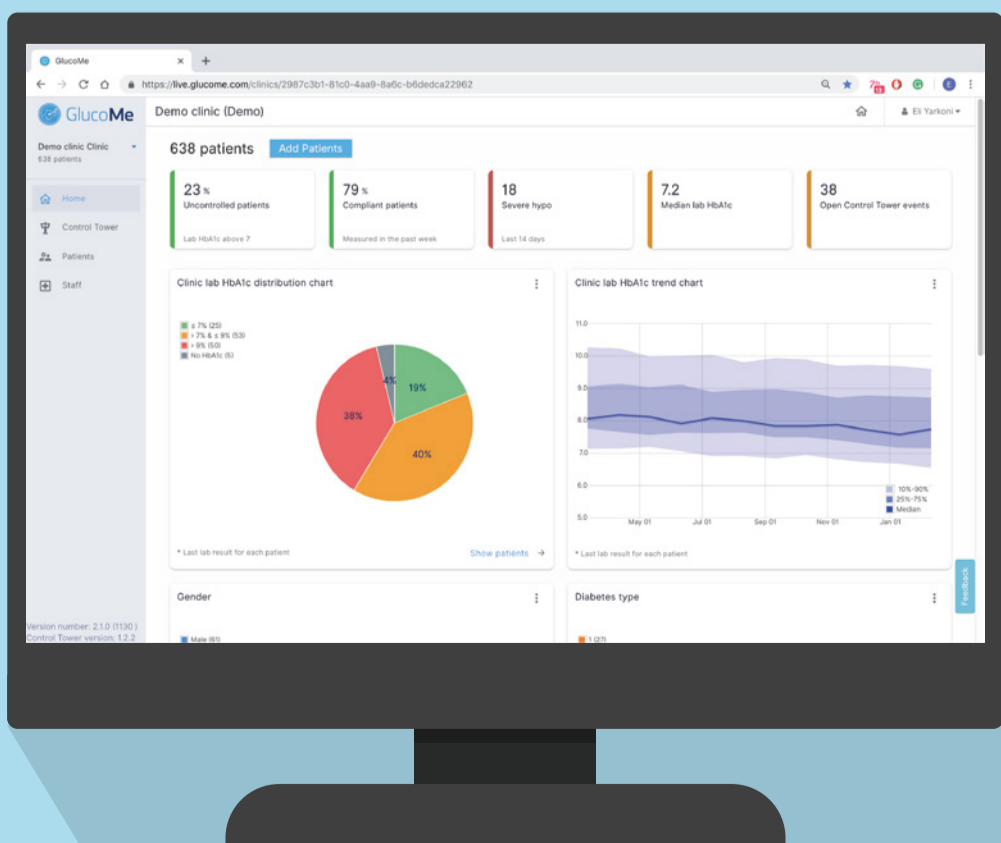 GlucoMe
https://live.glucome.com/clinics/2987c3b1-81c0-4aa9-8a6c-b6dedca22962
GlucoMe
Demo clinic (Demo)
Eli Yarkoni
Demo clinic Clinic
638 patients
Home
Control Tower
Patients
Staff
638 patients
Add Patients
23 %
Uncontrolled patients
Lab HbA1c above 7
79 %
Compliant patients
Measured in the past week
18
Severe hypo
Last 14 days
7.2
Median lab HbA1c
38
Open Control Tower events
Clinic lab HbA1c distribution chart
≤ 7% (25)
> 7% & ≤ 9% (53)
> 9% (50)
No HbA1c (5)
4%
19%
38%
40%
* Last lab result for each patient
Show patients
Clinic lab HbA1c trend chart
11.0
10.0
9.0
8.0
7.0
6.0
5.0
10%-90%
25%-75%
Median
May 01
Jul 01
Sep 01
Nov 01
Jan 01
* Last lab result for each patient
Feedback
Gender
Male (61)
Diabetes type
1 (27)
Version number: 2.1.0 (1130 )
Control Tower version: 1.2.2